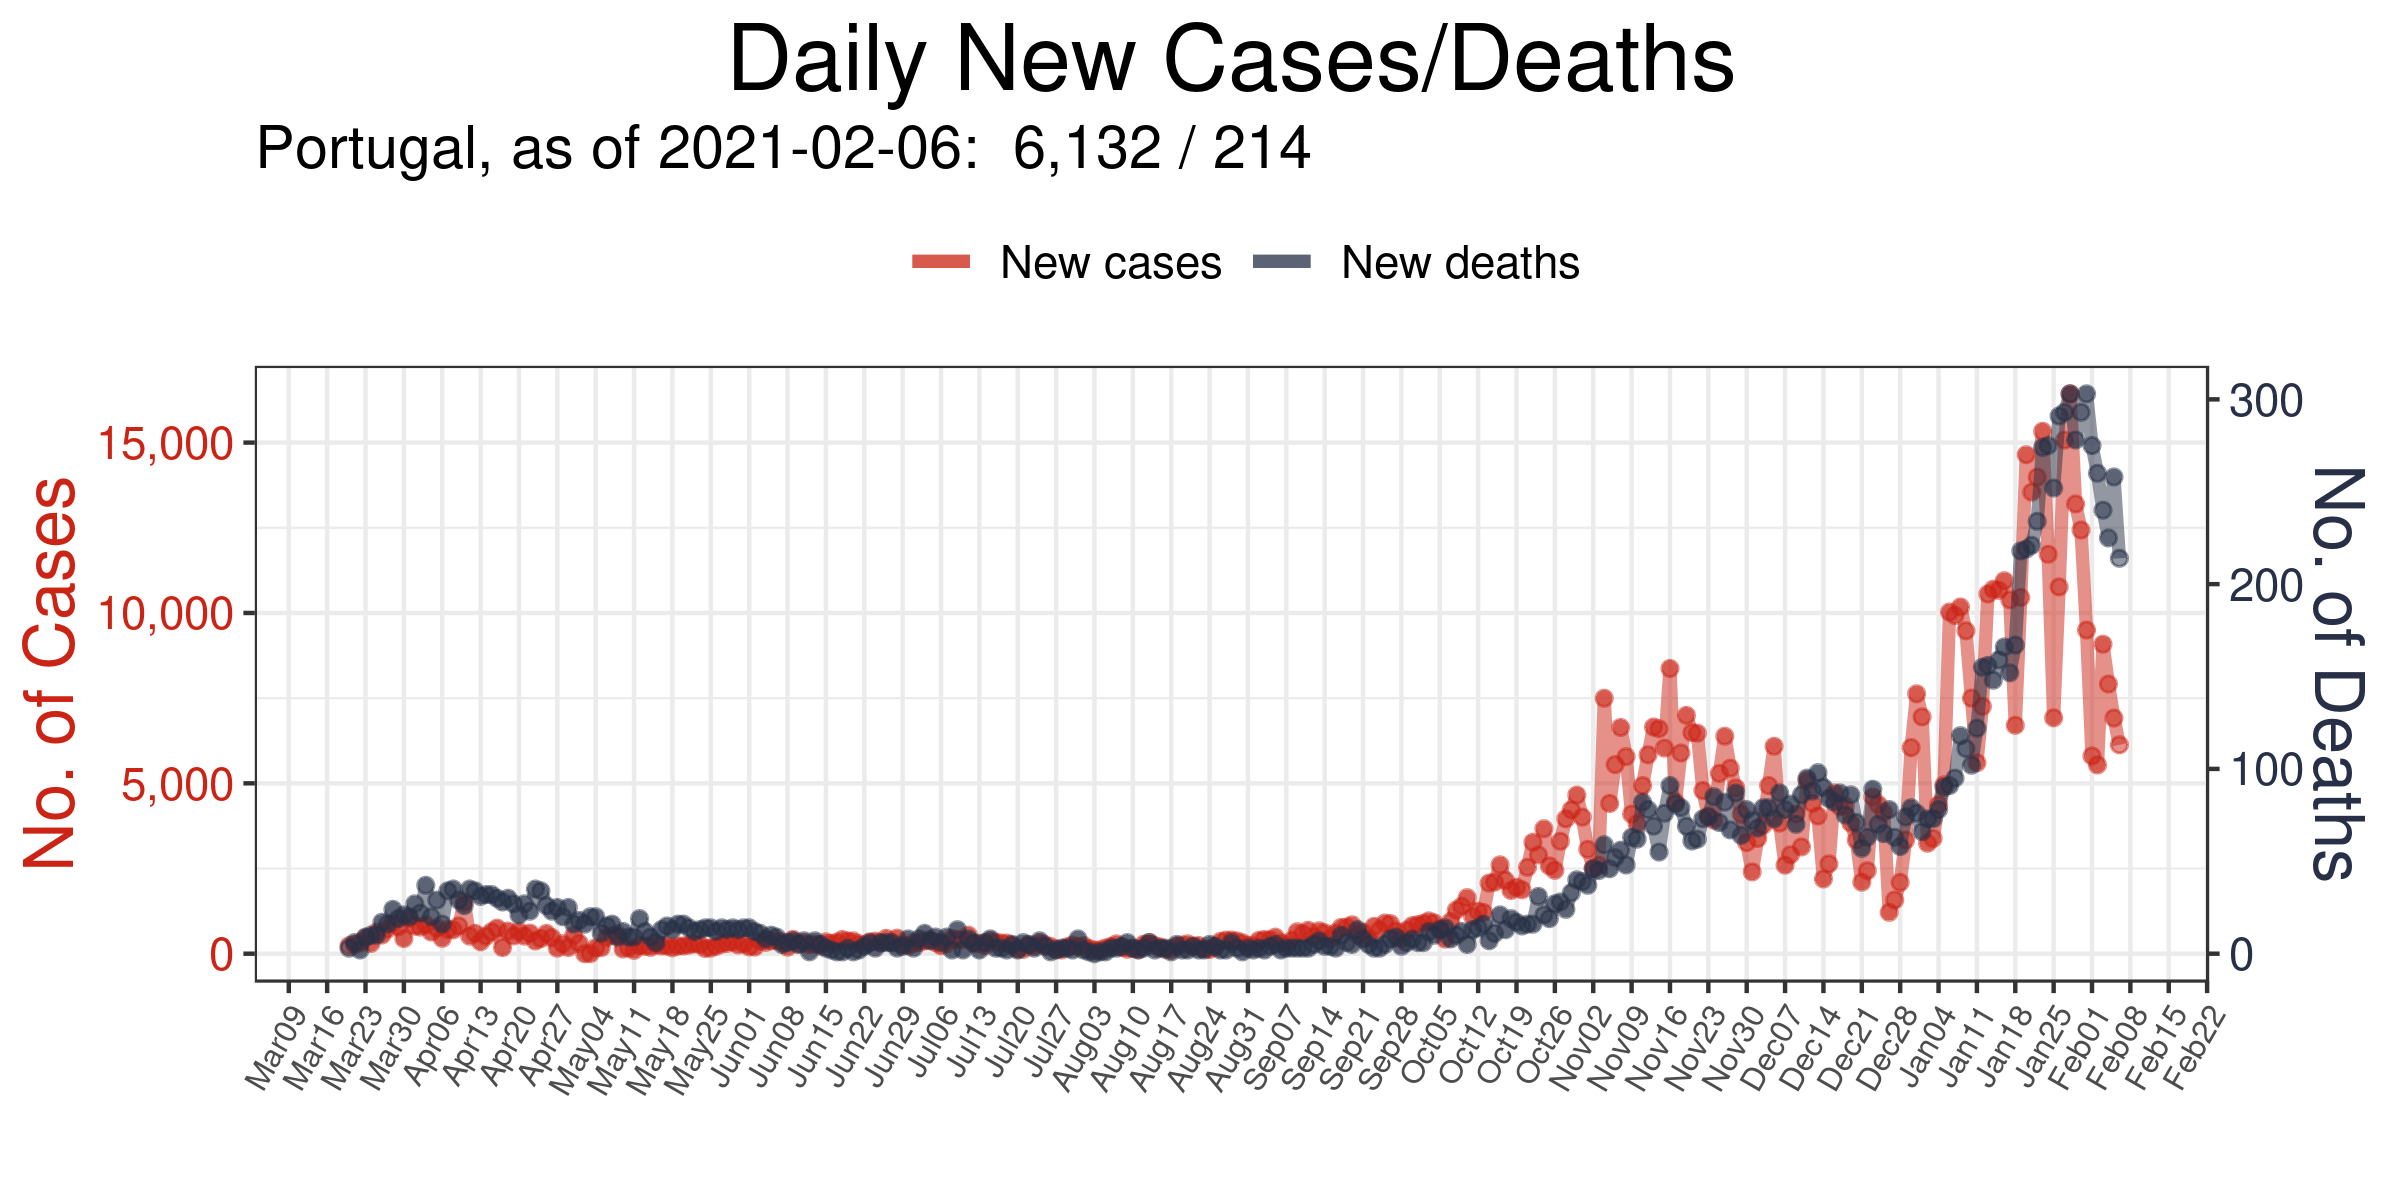 Daily New Cases/Deaths
Portugal, as of 2021-02-06:  6,132 / 214
New cases
New deaths
No. of Cases
15,000
10,000
5,000
0
300
200
100
0
No. of Deaths
Mar09
Mar16
Mar23
Mar30
Apr06
Apr13
Apr20
Apr27
May04
May11
May18
May25
Jun01
Jun08
Jun15
Jun22
Jun29
Jul06
Jul13
Jul20
Jul27
Aug03
Aug10
Aug17
Aug24
Aug31
Sep07
Sep14
Sep21
Sep28
Oct05
Oct12
Oct19
Oct26
Nov02
Nov09
Nov16
Nov23
Nov30
Dec07
Dec14
Dec21
Dec28
Jan04
Jan11
Jan18
Jan25
Feb01
Feb08
Feb15
Feb22